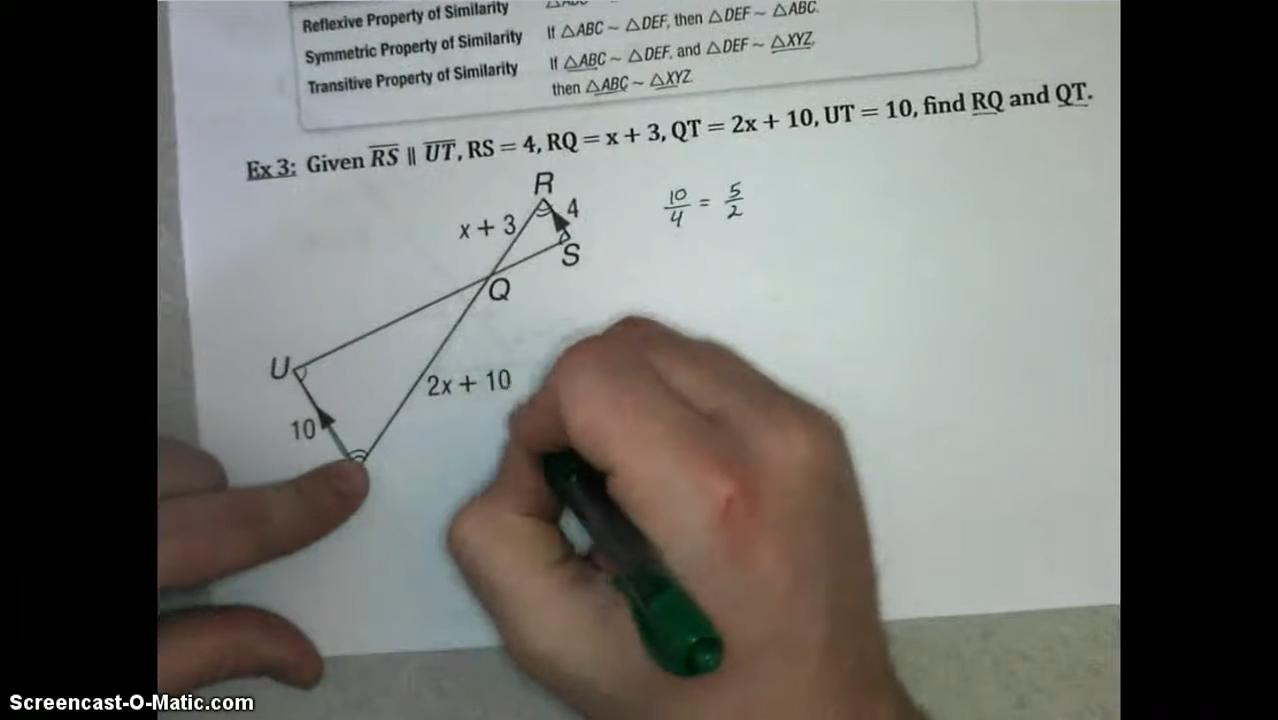 Reflexive Property of Similarity
Symmetric Property of Similarity If △ABC ~ △DEF, then △DEF ~ △ABC.
Transitive Property of Similarity If △ABC ~ △DEF, and △DEF ~ △XYZ,
then △ABC ~ △XYZ.
Ex 3: Given RS ∥ UT, RS = 4, RQ = x + 3, QT = 2x + 10, UT = 10, find RQ and QT.
R
x + 3
4
10/4 = 5/2
S
Q
U
2x + 10
10
Screencast-O-Matic.com